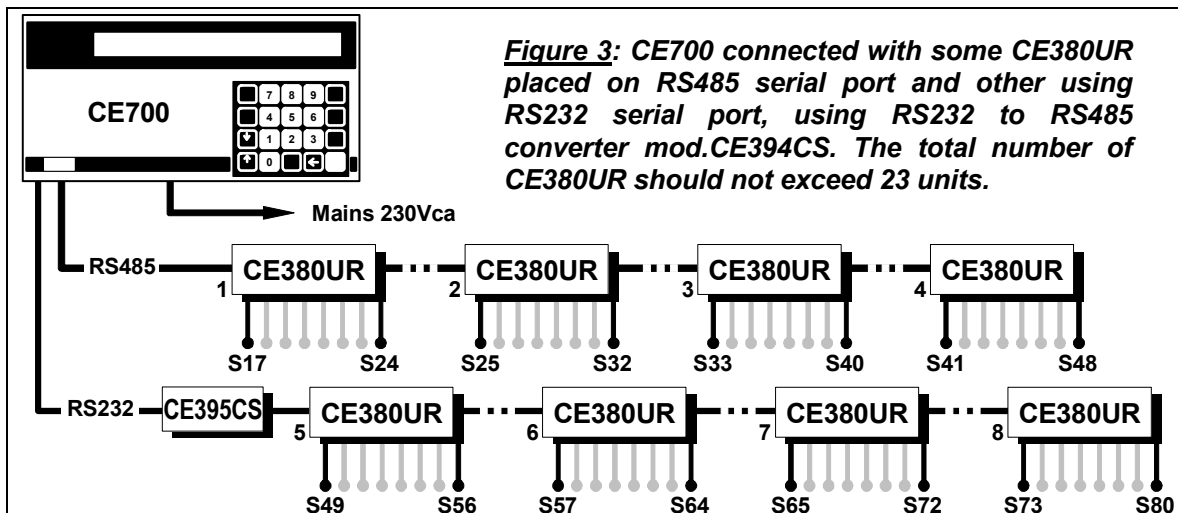 Figure 3: CE700 connected with some CE380UR
placed on RS485 serial port and other using
RS232 serial port, using RS232 to RS485
converter mod.CE394CS. The total number of
CE380UR should not exceed 23 units.
CE700
7 8 9
4 5 6
1 2 3
0
Mains 230Vca
RS485
CE380UR
CE380UR
CE380UR
CE380UR
1
2
3
4
S17
S24
S25
S32
S33
S40
S41
S48
RS232
CE395CS
CE380UR
CE380UR
CE380UR
CE380UR
5
6
7
8
S49
S56
S57
S64
S65
S72
S73
S80